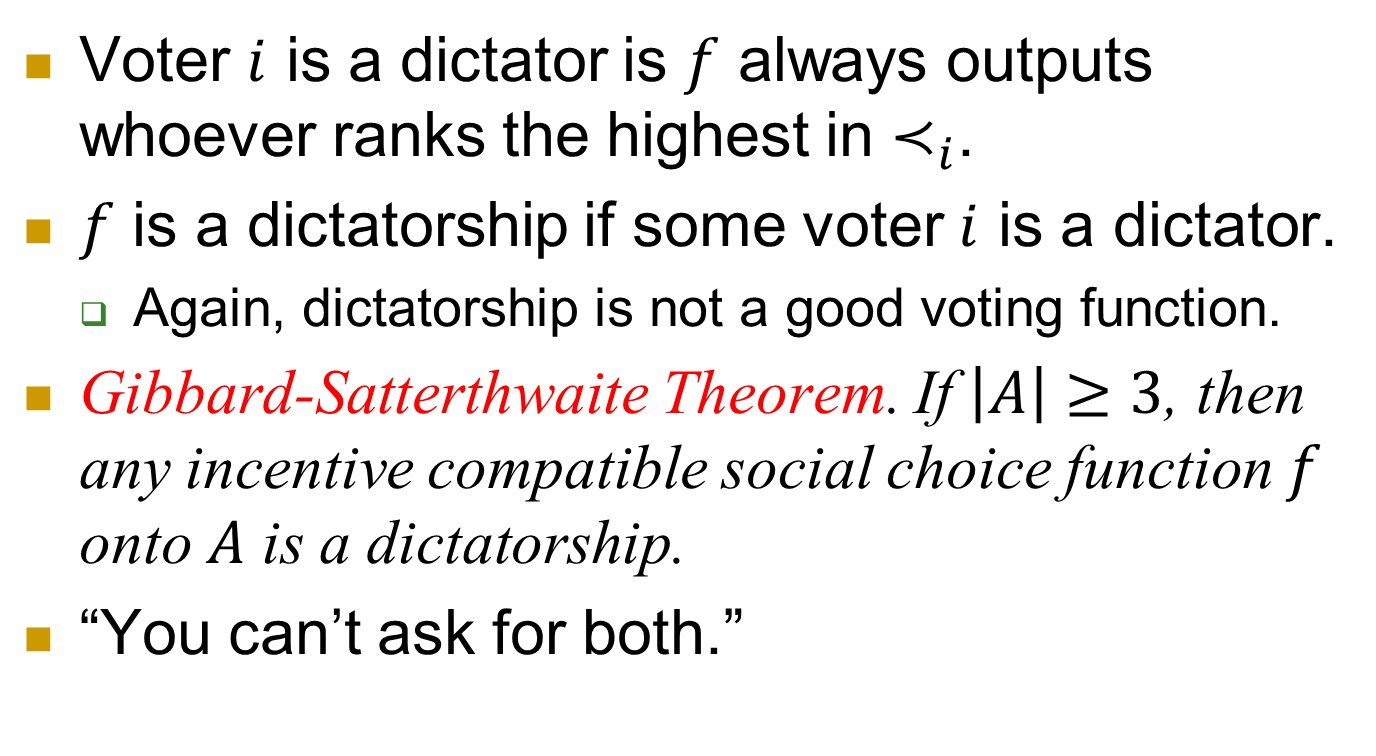 Voter 𝑖 is a dictator is 𝑓 always outputs
whoever ranks the highest in ≺ᵢ.
𝑓 is a dictatorship if some voter 𝑖 is a dictator.
Again, dictatorship is not a good voting function.
Gibbard-Satterthwaite Theorem. If |𝐴| ≥ 3, then
any incentive compatible social choice function 𝑓
onto 𝐴 is a dictatorship.
“You can’t ask for both.”